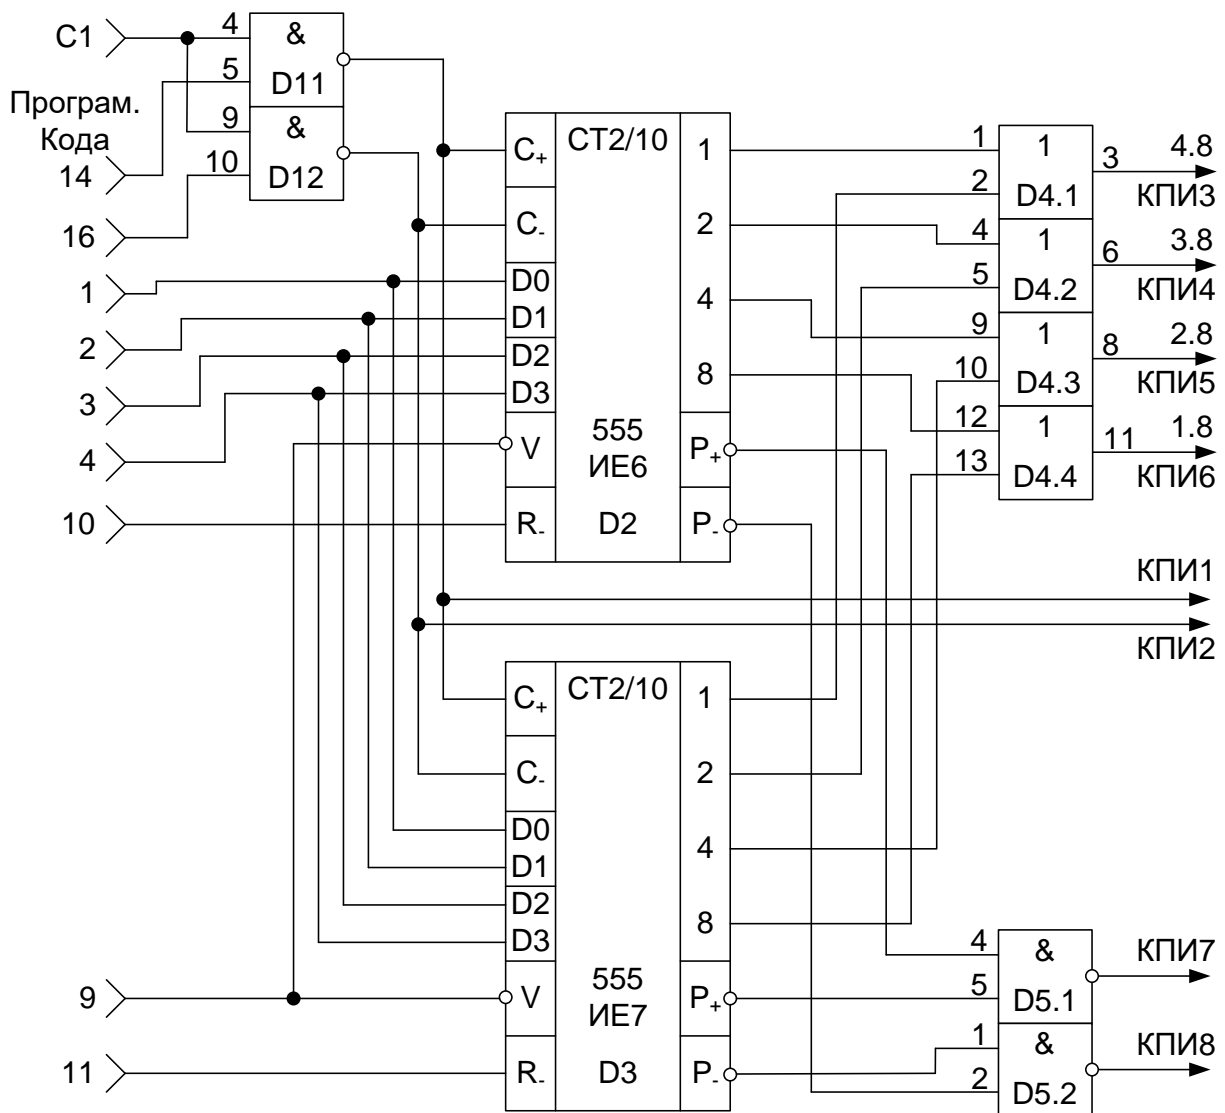 С1
4
&
5
D11
Програм.
Кода
9
&
14
10
D12
16
1
2
3
4
10
C+
CT2/10
1
C-
2
D0
D1
4
D2
D3
8
V
555
ИЕ6
P+
R-
D2
P-
1
1
3
4.8
2
D4.1
КПИ3
4
1
6
3.8
5
D4.2
КПИ4
9
1
8
2.8
10
D4.3
КПИ5
12
1
11
1.8
13
D4.4
КПИ6
КПИ1
КПИ2
C+
CT2/10
1
C-
2
D0
D1
4
D2
D3
8
9
V
555
ИЕ7
P+
11
R-
D3
P-
4
&
КПИ7
5
D5.1
1
&
КПИ8
2
D5.2